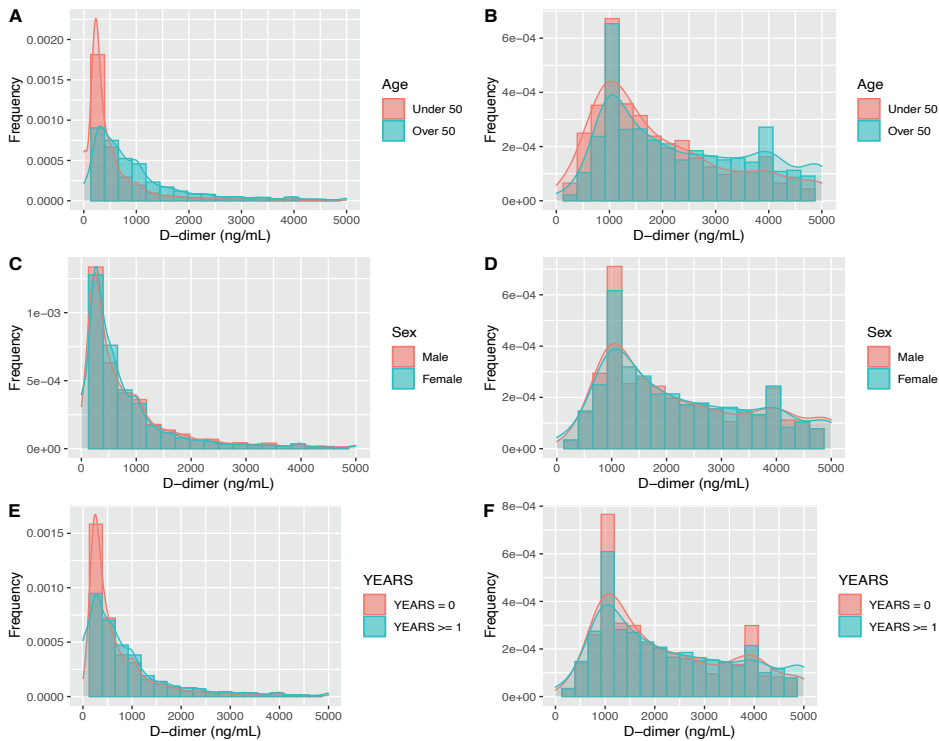 A
Frequency
0.0020
0.0015
0.0010
0.0005
0.0000
0 1000 2000 3000 4000 5000
D−dimer (ng/mL)
Age
Under 50
Over 50
B
Frequency
6e−04
4e−04
2e−04
0e+00
0 1000 2000 3000 4000 5000
D−dimer (ng/mL)
Age
Under 50
Over 50
C
Frequency
1e−03
5e−04
0e+00
0 1000 2000 3000 4000 5000
D−dimer (ng/mL)
Sex
Male
Female
D
Frequency
6e−04
4e−04
2e−04
0e+00
0 1000 2000 3000 4000 5000
D−dimer (ng/mL)
Sex
Male
Female
E
Frequency
0.0015
0.0010
0.0005
0.0000
0 1000 2000 3000 4000 5000
D−dimer (ng/mL)
YEARS
YEARS = 0
YEARS >= 1
F
Frequency
8e−04
6e−04
4e−04
2e−04
0e+00
0 1000 2000 3000 4000 5000
D−dimer (ng/mL)
YEARS
YEARS = 0
YEARS >= 1